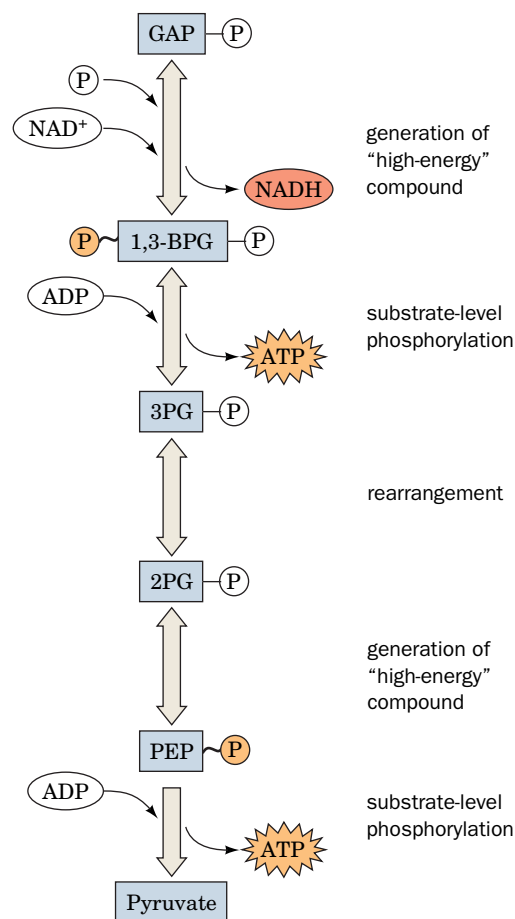 GAP
P
P
NAD+
generation of
“high-energy”
compound
NADH
P
1,3-BPG
P
ADP
substrate-level
phosphorylation
ATP
3PG
P
rearrangement
2PG
P
generation of
“high-energy”
compound
PEP
P
ADP
substrate-level
phosphorylation
ATP
Pyruvate